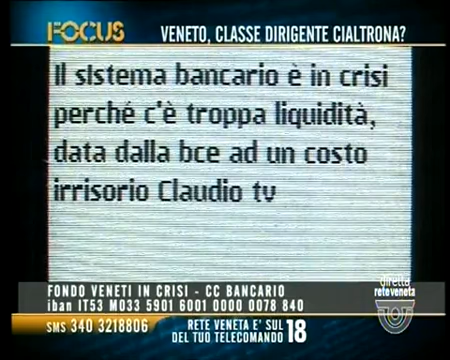 FOCUS
VENETO, CLASSE DIRIGENTE CIALTRONA?
Il sistema bancario è in crisi
perché c'è troppa liquidità,
data dalla bce ad un costo
irrisorio Claudio tv
diretta
reteveneta
FONDO VENETI IN CRISI - CC BANCARIO
iban IT53 M033 5901 6001 0000 0078 840
SMS 340 3218806
RETE VENETA E' SUL
DEL TUO TELECOMANDO 18